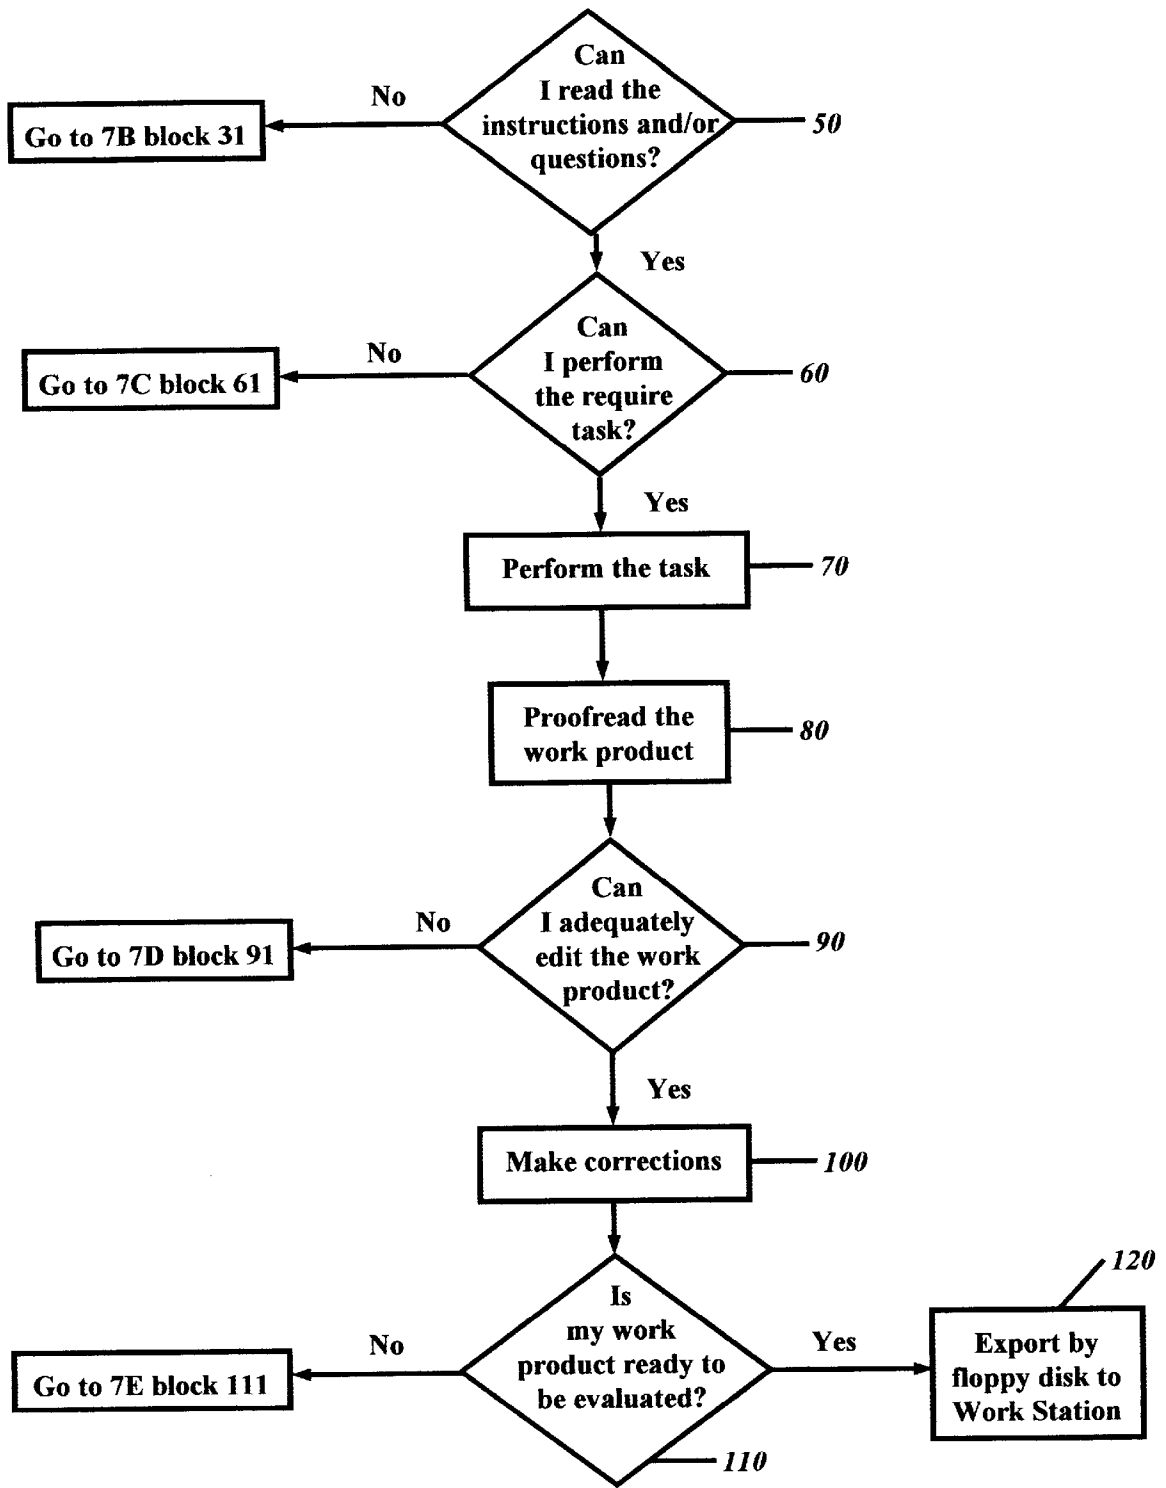 Can
I read the
instructions and/or
questions?
No
Go to 7B block 31
50
Yes
Can
I perform
the require
task?
No
Go to 7C block 61
60
Yes
Perform the task
70
Proofread the
work product
80
Can
I adequately
edit the work
product?
No
Go to 7D block 91
90
Yes
Make corrections
100
Is
my work
product ready to
be evaluated?
No
Go to 7E block 111
Yes
120
Export by
floppy disk to
Work Station
110